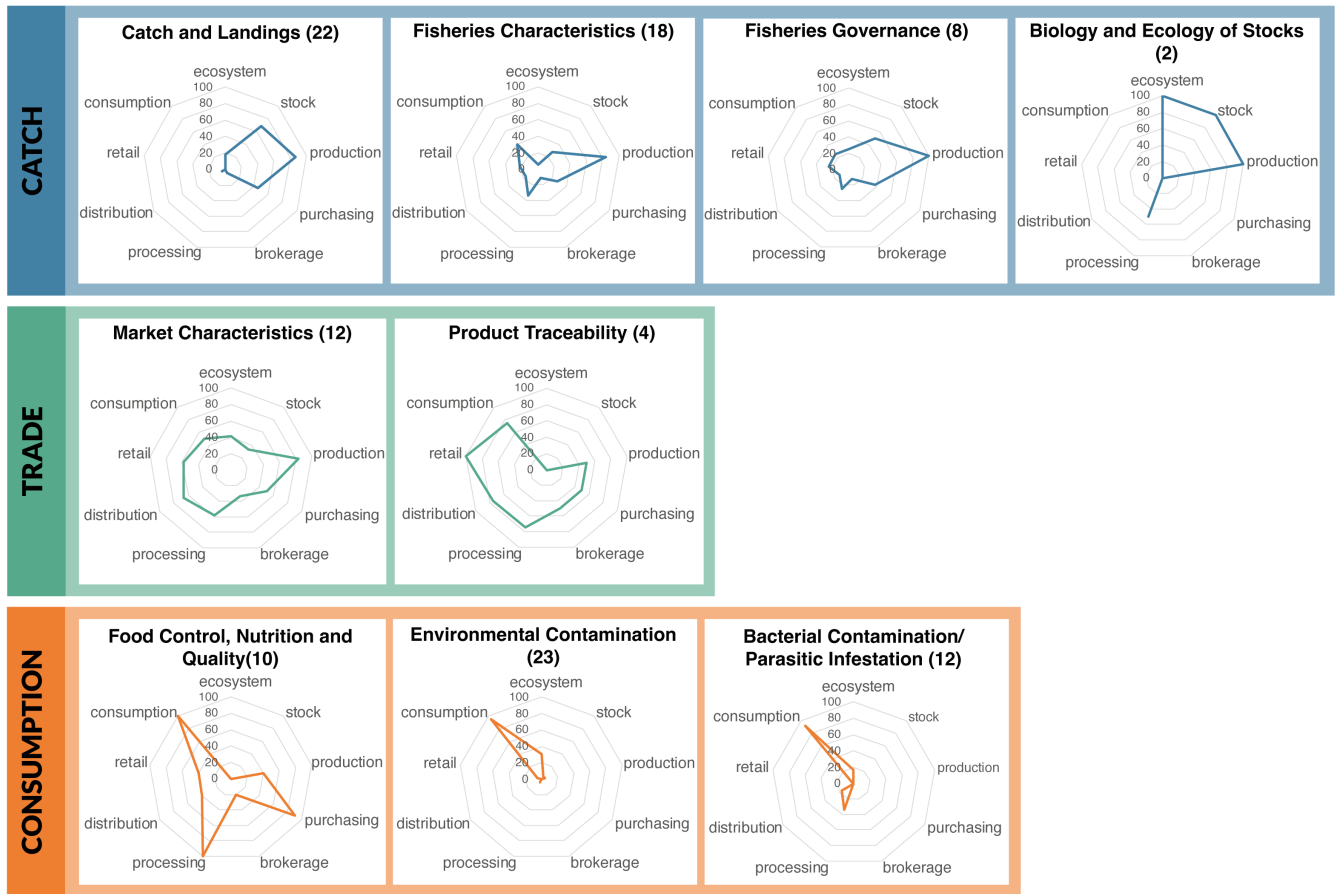 CATCH
Catch and Landings (22)
ecosystem
100
80
60
40
20
0
stock
production
purchasing
brokerage
processing
distribution
retail
consumption
Fisheries Characteristics (18)
ecosystem
100
80
60
40
20
0
stock
production
purchasing
brokerage
processing
distribution
retail
consumption
Fisheries Governance (8)
ecosystem
100
80
60
40
20
0
stock
production
purchasing
brokerage
processing
distribution
retail
consumption
Biology and Ecology of Stocks
(2)
ecosystem
100
80
60
40
20
0
stock
production
purchasing
brokerage
processing
distribution
retail
consumption
TRADE
Market Characteristics (12)
ecosystem
100
80
60
40
20
0
stock
production
purchasing
brokerage
processing
distribution
retail
consumption
Product Traceability (4)
ecosystem
100
80
60
40
20
0
stock
production
purchasing
brokerage
processing
distribution
retail
consumption
CONSUMPTION
Food Control, Nutrition and
Quality(10)
ecosystem
100
80
60
40
20
0
stock
production
purchasing
brokerage
processing
distribution
retail
consumption
Environmental Contamination
(23)
ecosystem
100
80
60
40
20
0
stock
production
purchasing
brokerage
processing
distribution
retail
consumption
Bacterial Contamination/
Parasitic Infestation (12)
ecosystem
100
80
60
40
20
0
stock
production
purchasing
brokerage
processing
distribution
retail
consumption